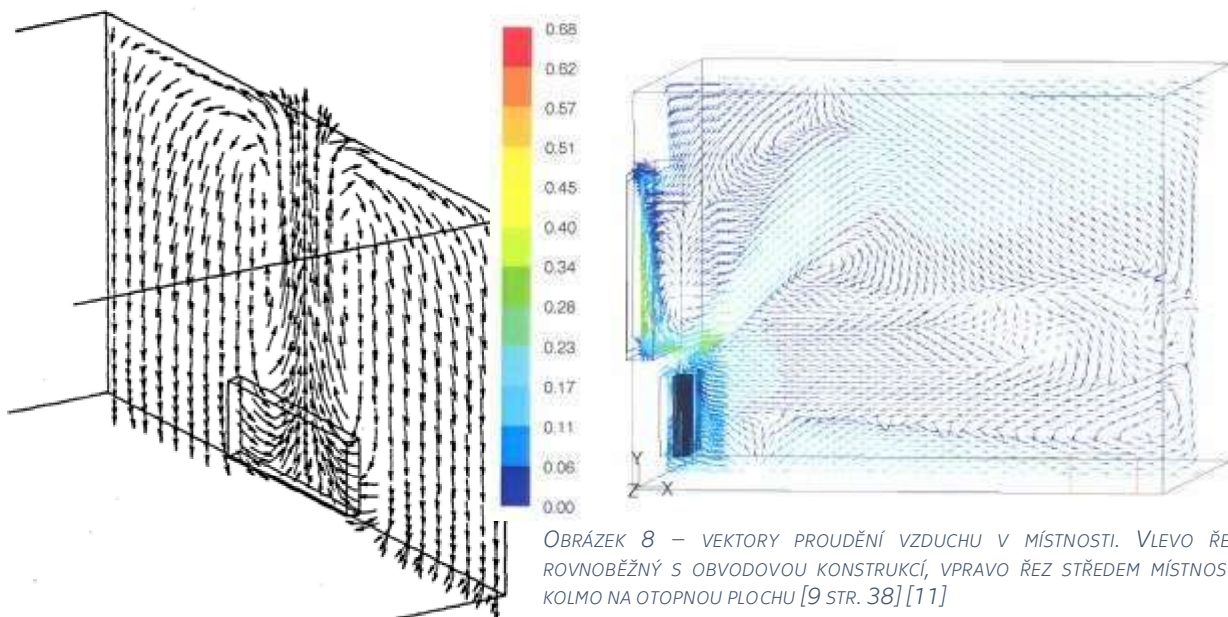 0.68
0.62
0.57
0.51
0.45
0.40
0.34
0.28
0.23
0.17
0.11
0.06
0.00
Y
Z X
OBRÁZEK 8 – VEKTORY PROUDĚNÍ VZDUCHU V MÍSTNOSTI. VLEVO ŘE
ROVNOBĚŽNÝ S OBVODOVOU KONSTRUKCÍ, VPRAVO ŘEZ STŘEDEM MÍSTNOS
KOLMO NA OTOPNOU PLOCHU [9 STR. 38] [11]